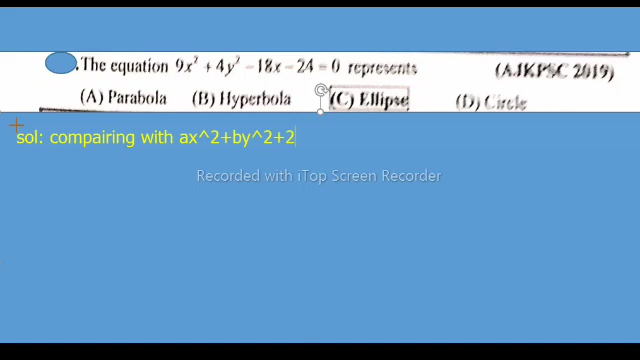 .The equation 9x² + 4y² − 18x − 24 = 0 represents (AJKPSC 2019)
(A) Parabola (B) Hyperbola (C) Ellipse (D) Circle
sol: compairing with ax^2+by^2+2
Recorded with iTop Screen Recorder